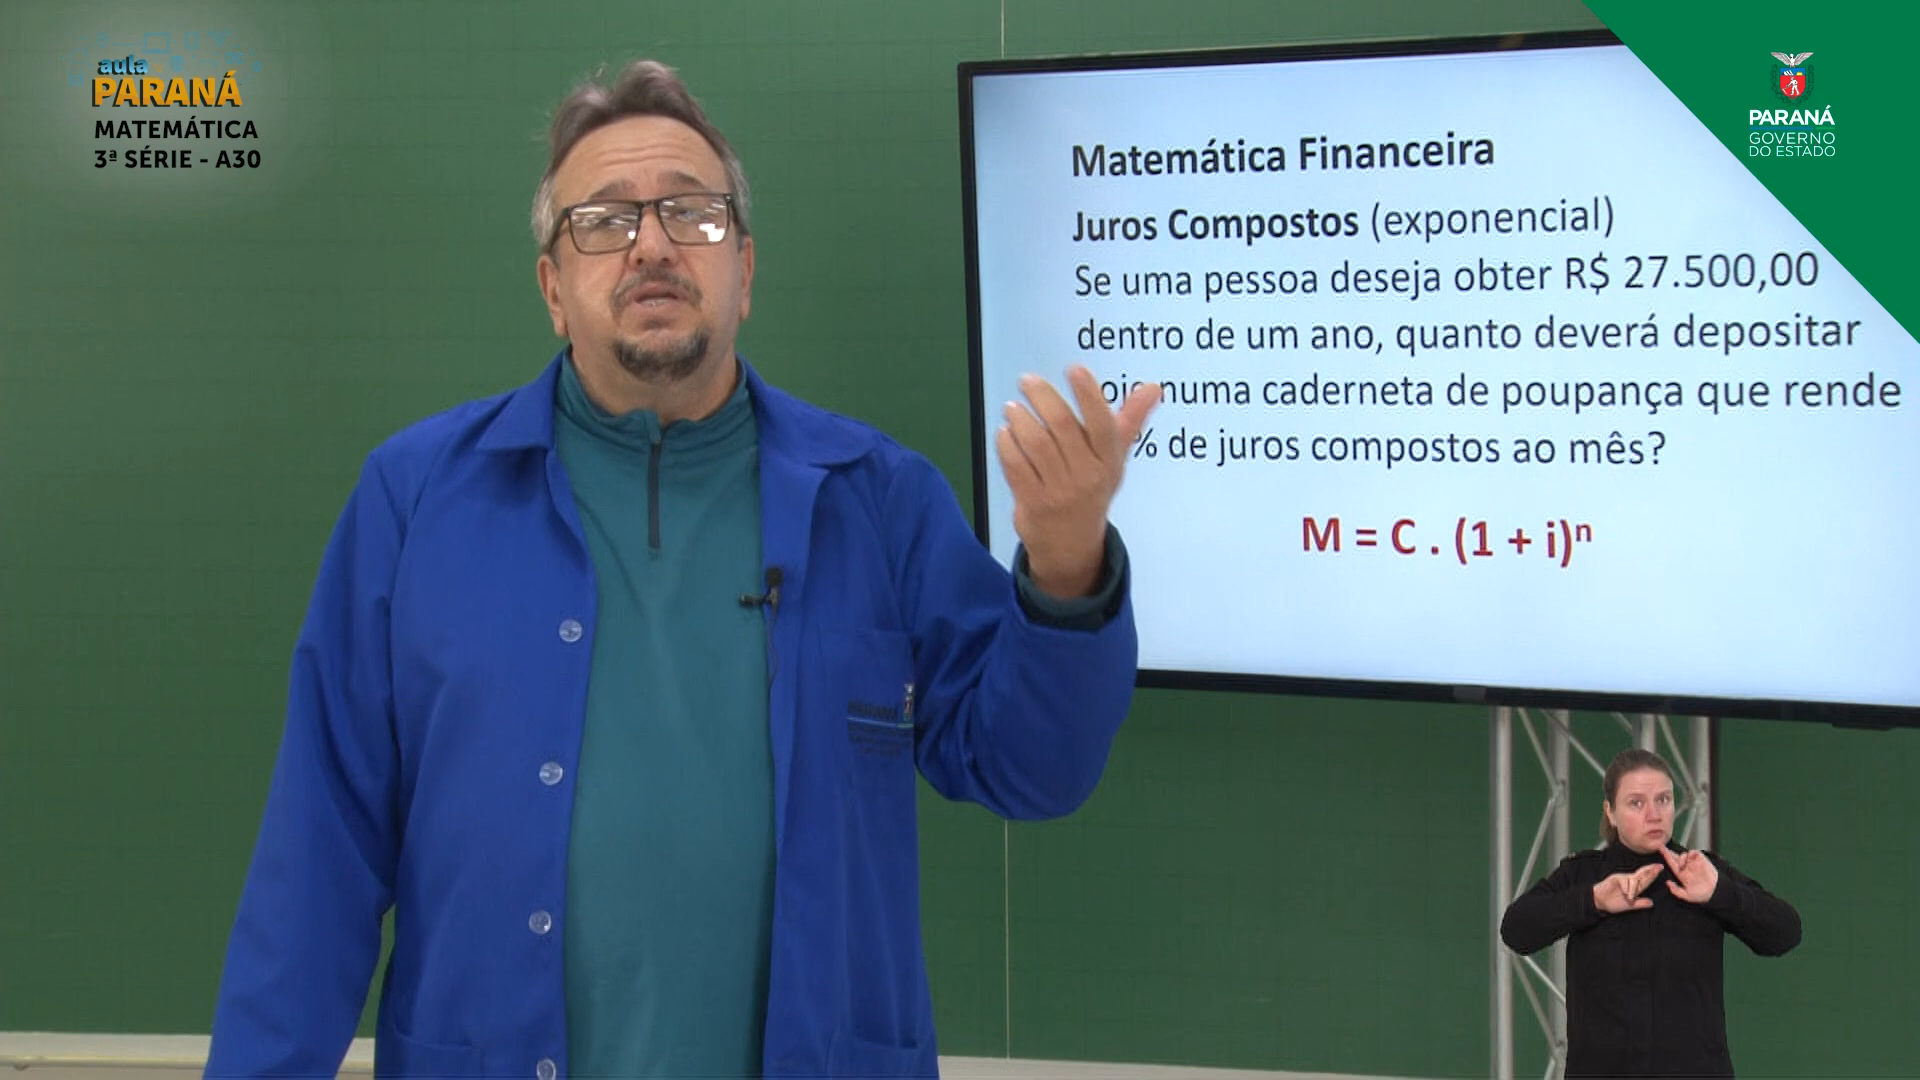 aula
PARANÁ
MATEMÁTICA
3ª SÉRIE - A30
PARANÁ
GOVERNO
DO ESTADO
Matemática Financeira
Juros Compostos (exponencial)
Se uma pessoa deseja obter R$ 27.500,00
dentro de um ano, quanto deverá depositar
numa caderneta de poupança que rende
% de juros compostos ao mês?
M = C . (1 + i)ⁿ